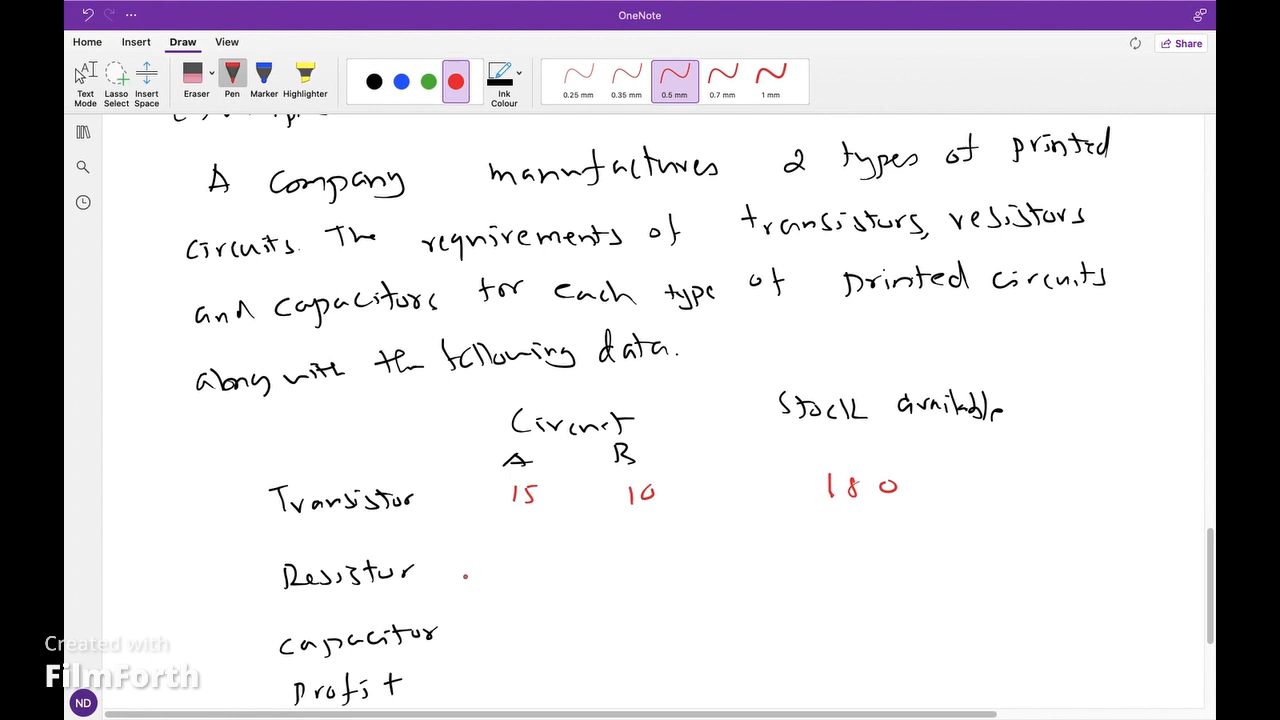 OneNote
Home Insert Draw View Share
Text Mode Lasso Select Insert Space Eraser Pen Marker Highlighter Ink Colour 0.25 mm 0.35 mm 0.5 mm 0.7 mm 1 mm
A company manufactures 2 types of printed
circuits. The requirements of transistors, resistors
and capacitors for each type of printed circuits
along with the following data.
Circuit Stock available
A B
Transistor 15 10 180
Resistor
Capacitor
Profit
Created with
FilmForth
ND